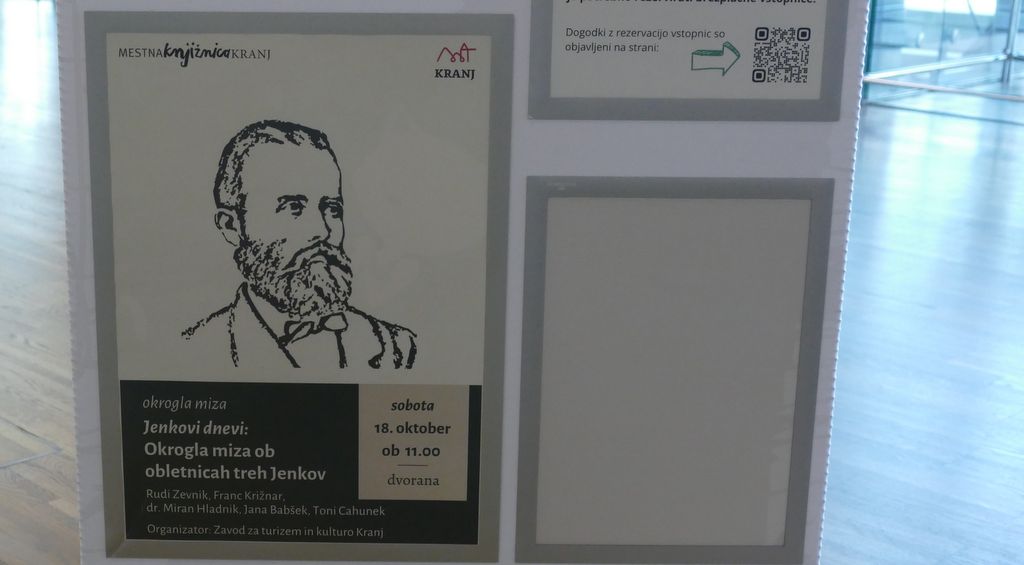 MESTNA knjižnica KRANJ
KRANJ
okrogla miza
Jenkovi dnevi:
Okrogla miza ob
obletnicah treh Jenkov
Rudi Zevnik, Franc Križnar,
dr. Miran Hladnik, Jana Babšek, Toni Cahunek
Organizator: Zavod za turizem in kulturo Kranj
sobota
18. oktober
ob 11.00
dvorana
Dogodki z rezervacijo vstopnic so
objavljeni na strani: